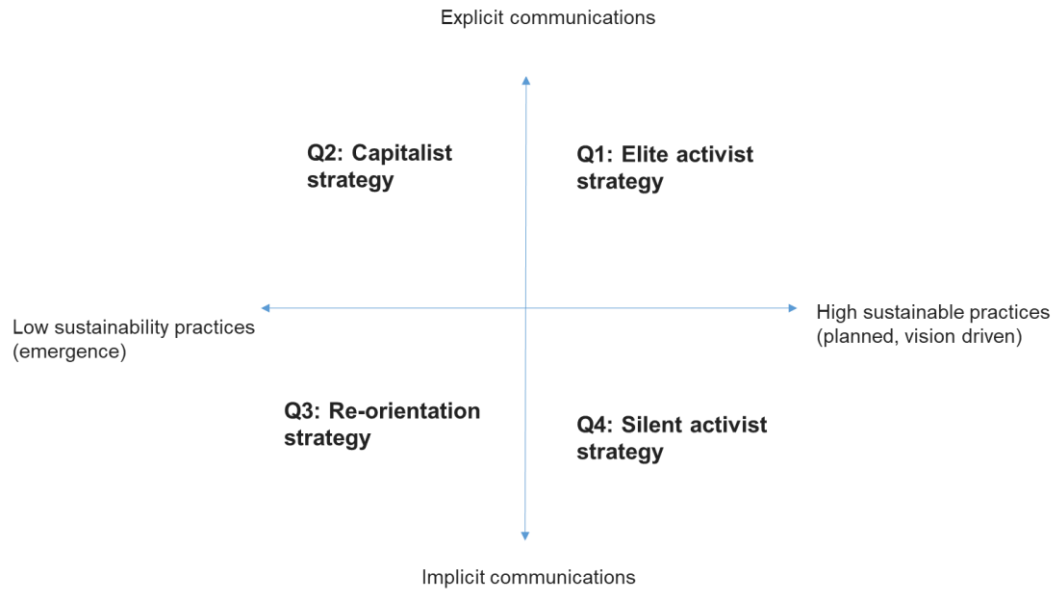 Explicit communications
Q2: Capitalist
strategy
Q1: Elite activist
strategy
Low sustainability practices
(emergence)
High sustainable practices
(planned, vision driven)
Q3: Re-orientation
strategy
Q4: Silent activist
strategy
Implicit communications